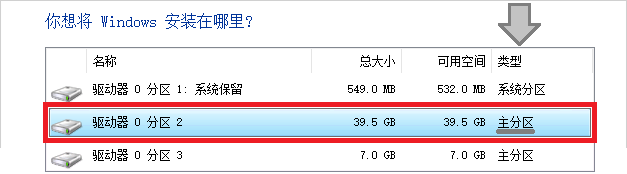 你想将 Windows 安装在哪里？
名称 总大小 可用空间 类型
驱动器 0 分区 1: 系统保留 549.0 MB 532.0 MB 系统分区
驱动器 0 分区 2 39.5 GB 39.5 GB 主分区
驱动器 0 分区 3 7.0 GB 7.0 GB 主分区